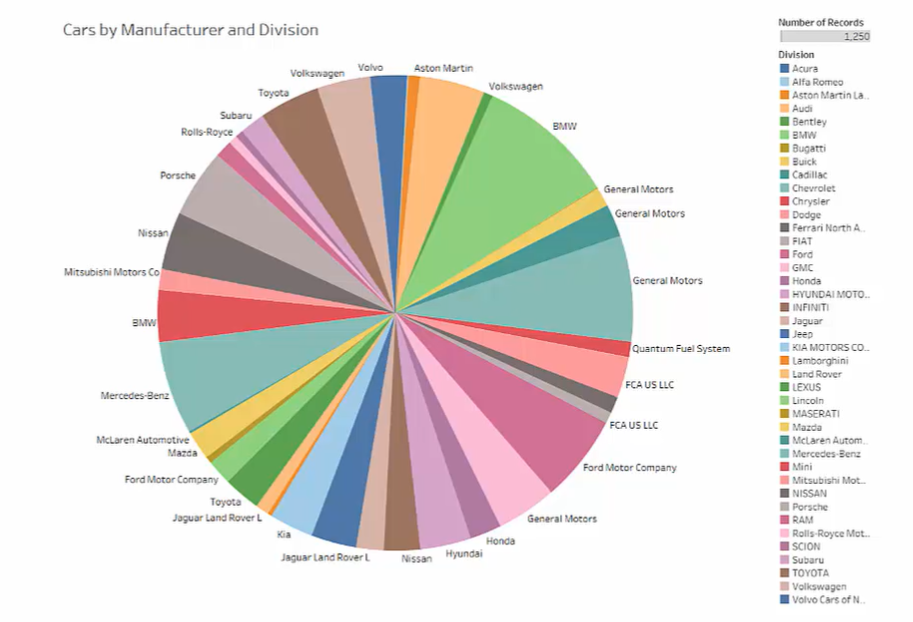 Cars by Manufacturer and Division
Volvo
Aston Martin
Volkswagen
Volkswagen
Toyota
BMW
Subaru
Rolls-Royce
Porsche
General Motors
General Motors
Nissan
Mitsubishi Motors Co
General Motors
BMW
Quantum Fuel System
FCA US LLC
Mercedes-Benz
FCA US LLC
McLaren Automotive
Mazda
Ford Motor Company
Ford Motor Company
Toyota
Jaguar Land Rover L
General Motors
Kia
Honda
Jaguar Land Rover L
Nissan
Hyundai
Number of Records
1,250
Division
Acura
Alfa Romeo
Aston Martin La..
Audi
Bentley
BMW
Bugatti
Buick
Cadillac
Chevrolet
Chrysler
Dodge
Ferrari North A..
FIAT
Ford
GMC
Honda
HYUNDAI MOTO..
INFINITI
Jaguar
Jeep
KIA MOTORS CO..
Lamborghini
Land Rover
LEXUS
Lincoln
MASERATI
Mazda
McLaren Autom..
Mercedes-Benz
Mini
Mitsubishi Mot..
NISSAN
Porsche
RAM
Rolls-Royce Mot..
SCION
Subaru
TOYOTA
Volkswagen
Volvo Cars of N..